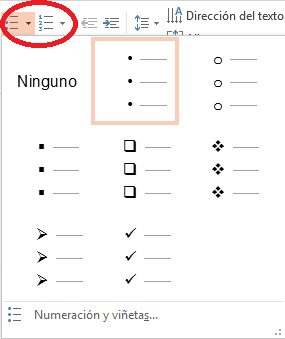 Dirección del texto
Ninguno
Numeración y viñetas...